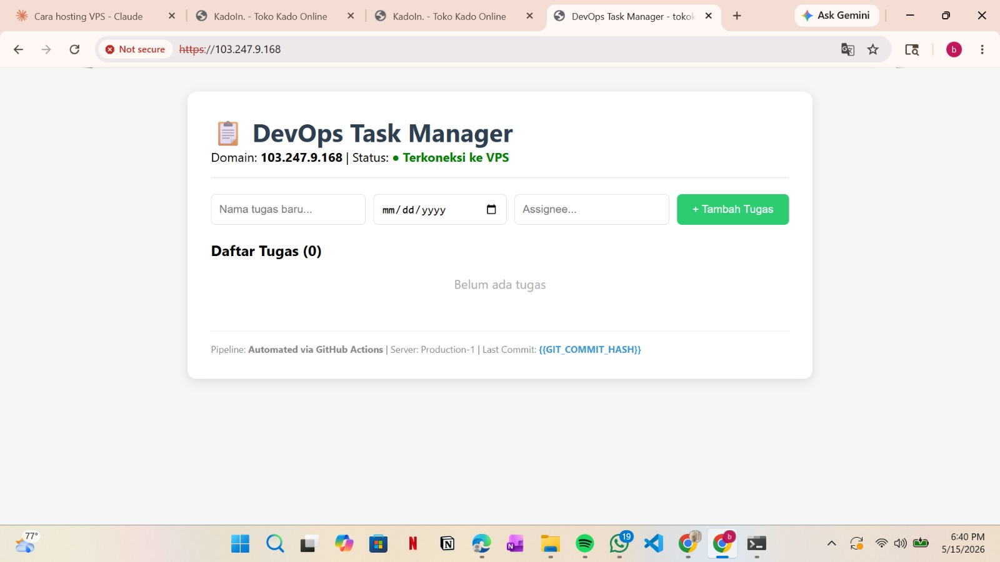 Cara hosting VPS - Claude
KadoIn. - Toko Kado Online
KadoIn. - Toko Kado Online
DevOps Task Manager - tokok
Ask Gemini
Not secure
https://103.247.9.168
b
DevOps Task Manager
Domain: 103.247.9.168 | Status: ● Terkoneksi ke VPS
Nama tugas baru...
mm/dd/yyyy
Assignee...
+ Tambah Tugas
Daftar Tugas (0)
Belum ada tugas
Pipeline: Automated via GitHub Actions | Server: Production-1 | Last Commit: {{GIT_COMMIT_HASH}}
77°
N
N
N
19
b
6:40 PM
5/15/2026